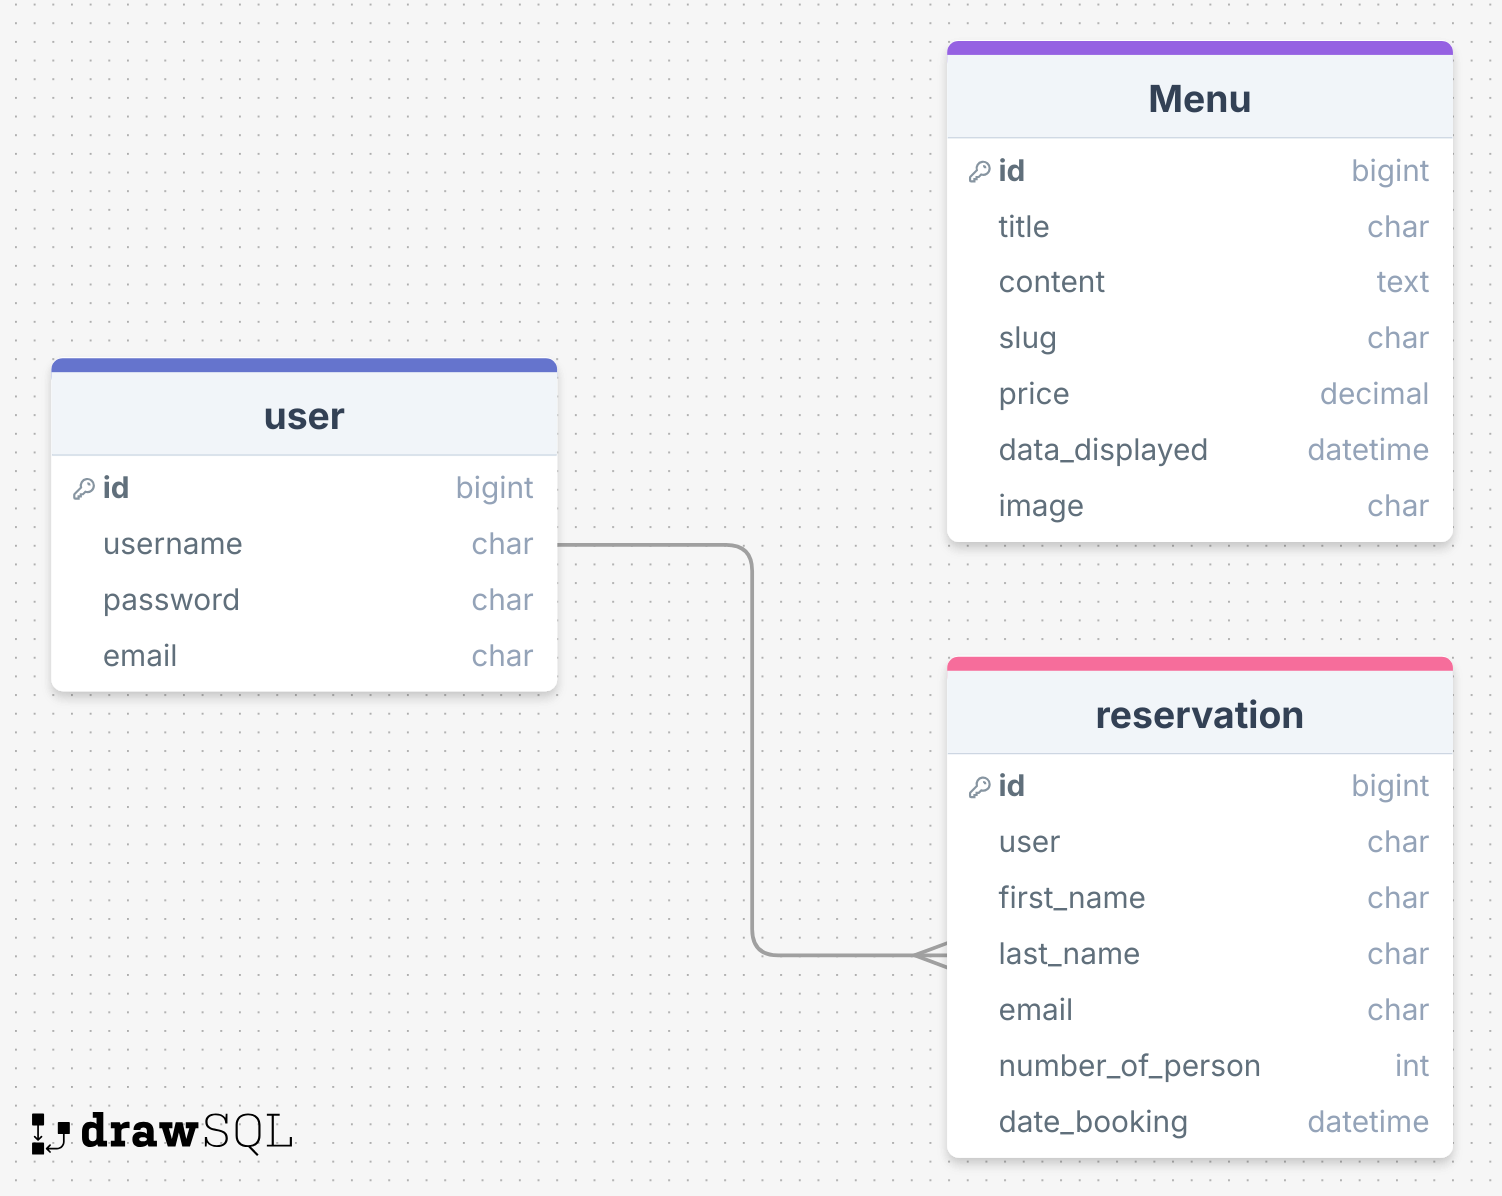 Menu
id bigint
title char
content text
slug char
price decimal
data_displayed datetime
image char
user
id bigint
username char
password char
email char
reservation
id bigint
user char
first_name char
last_name char
email char
number_of_person int
date_booking datetime
drawSQL